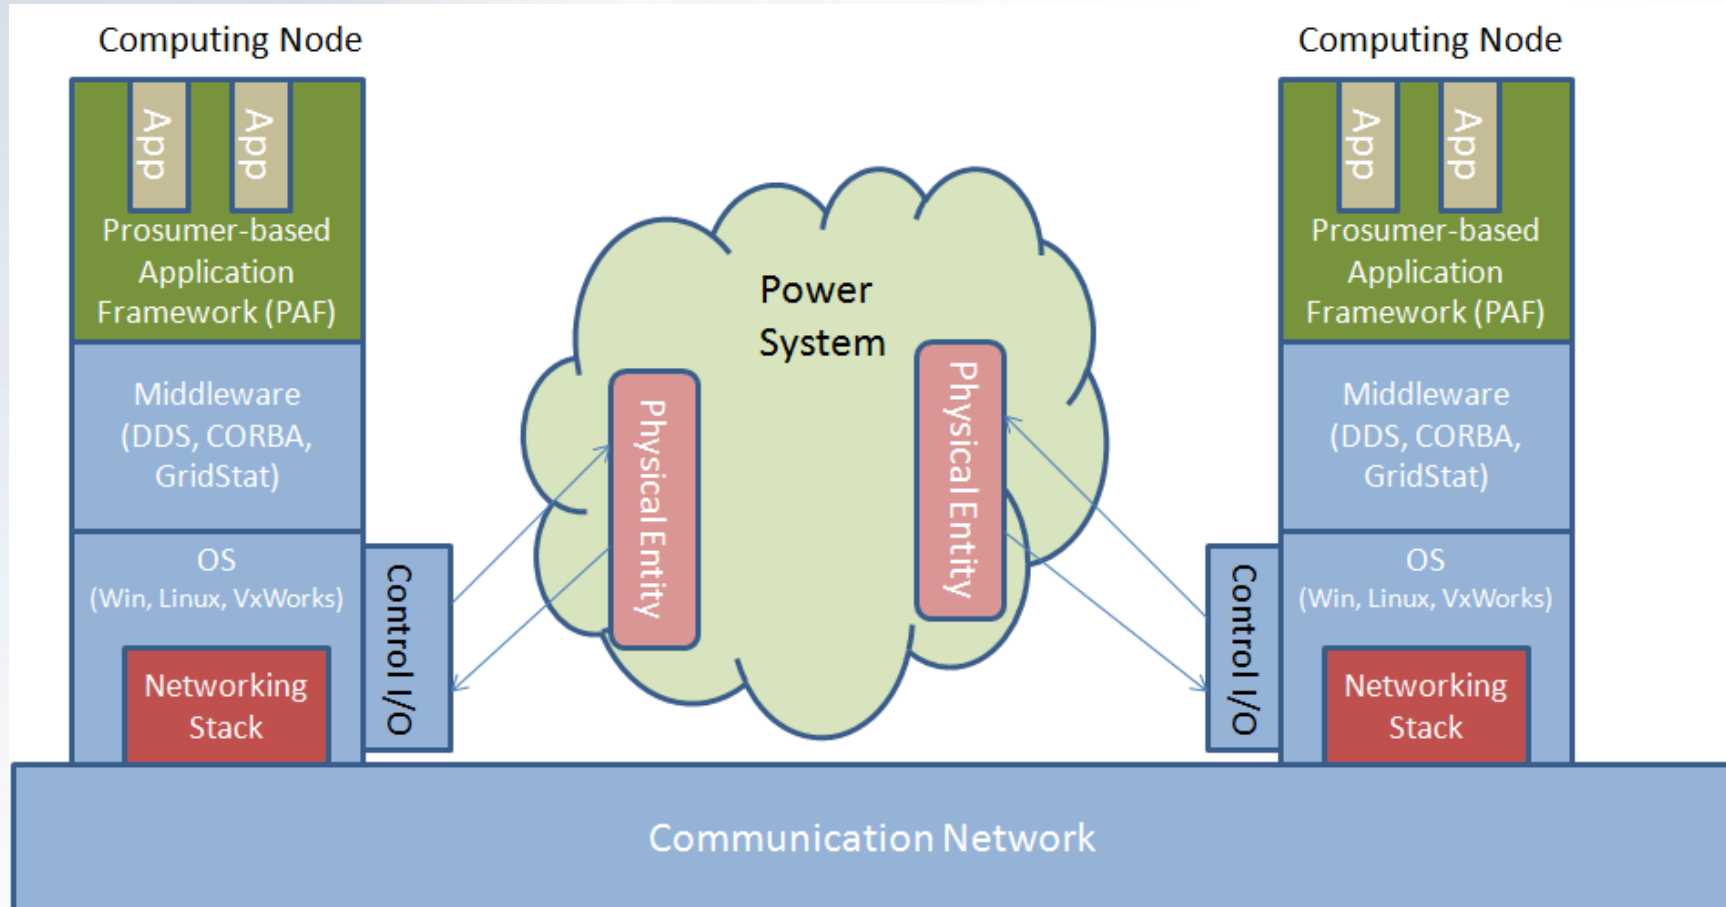 Computing Node
App
App
Prosumer-based
Application
Framework (PAF)
Middleware
(DDS, CORBA,
GridStat)
OS
(Win, Linux, VxWorks)
Networking
Stack
Control I/O
Power
System
Physical Entity
Physical Entity
Computing Node
App
App
Prosumer-based
Application
Framework (PAF)
Middleware
(DDS, CORBA,
GridStat)
OS
(Win, Linux, VxWorks)
Networking
Stack
Control I/O
Communication Network